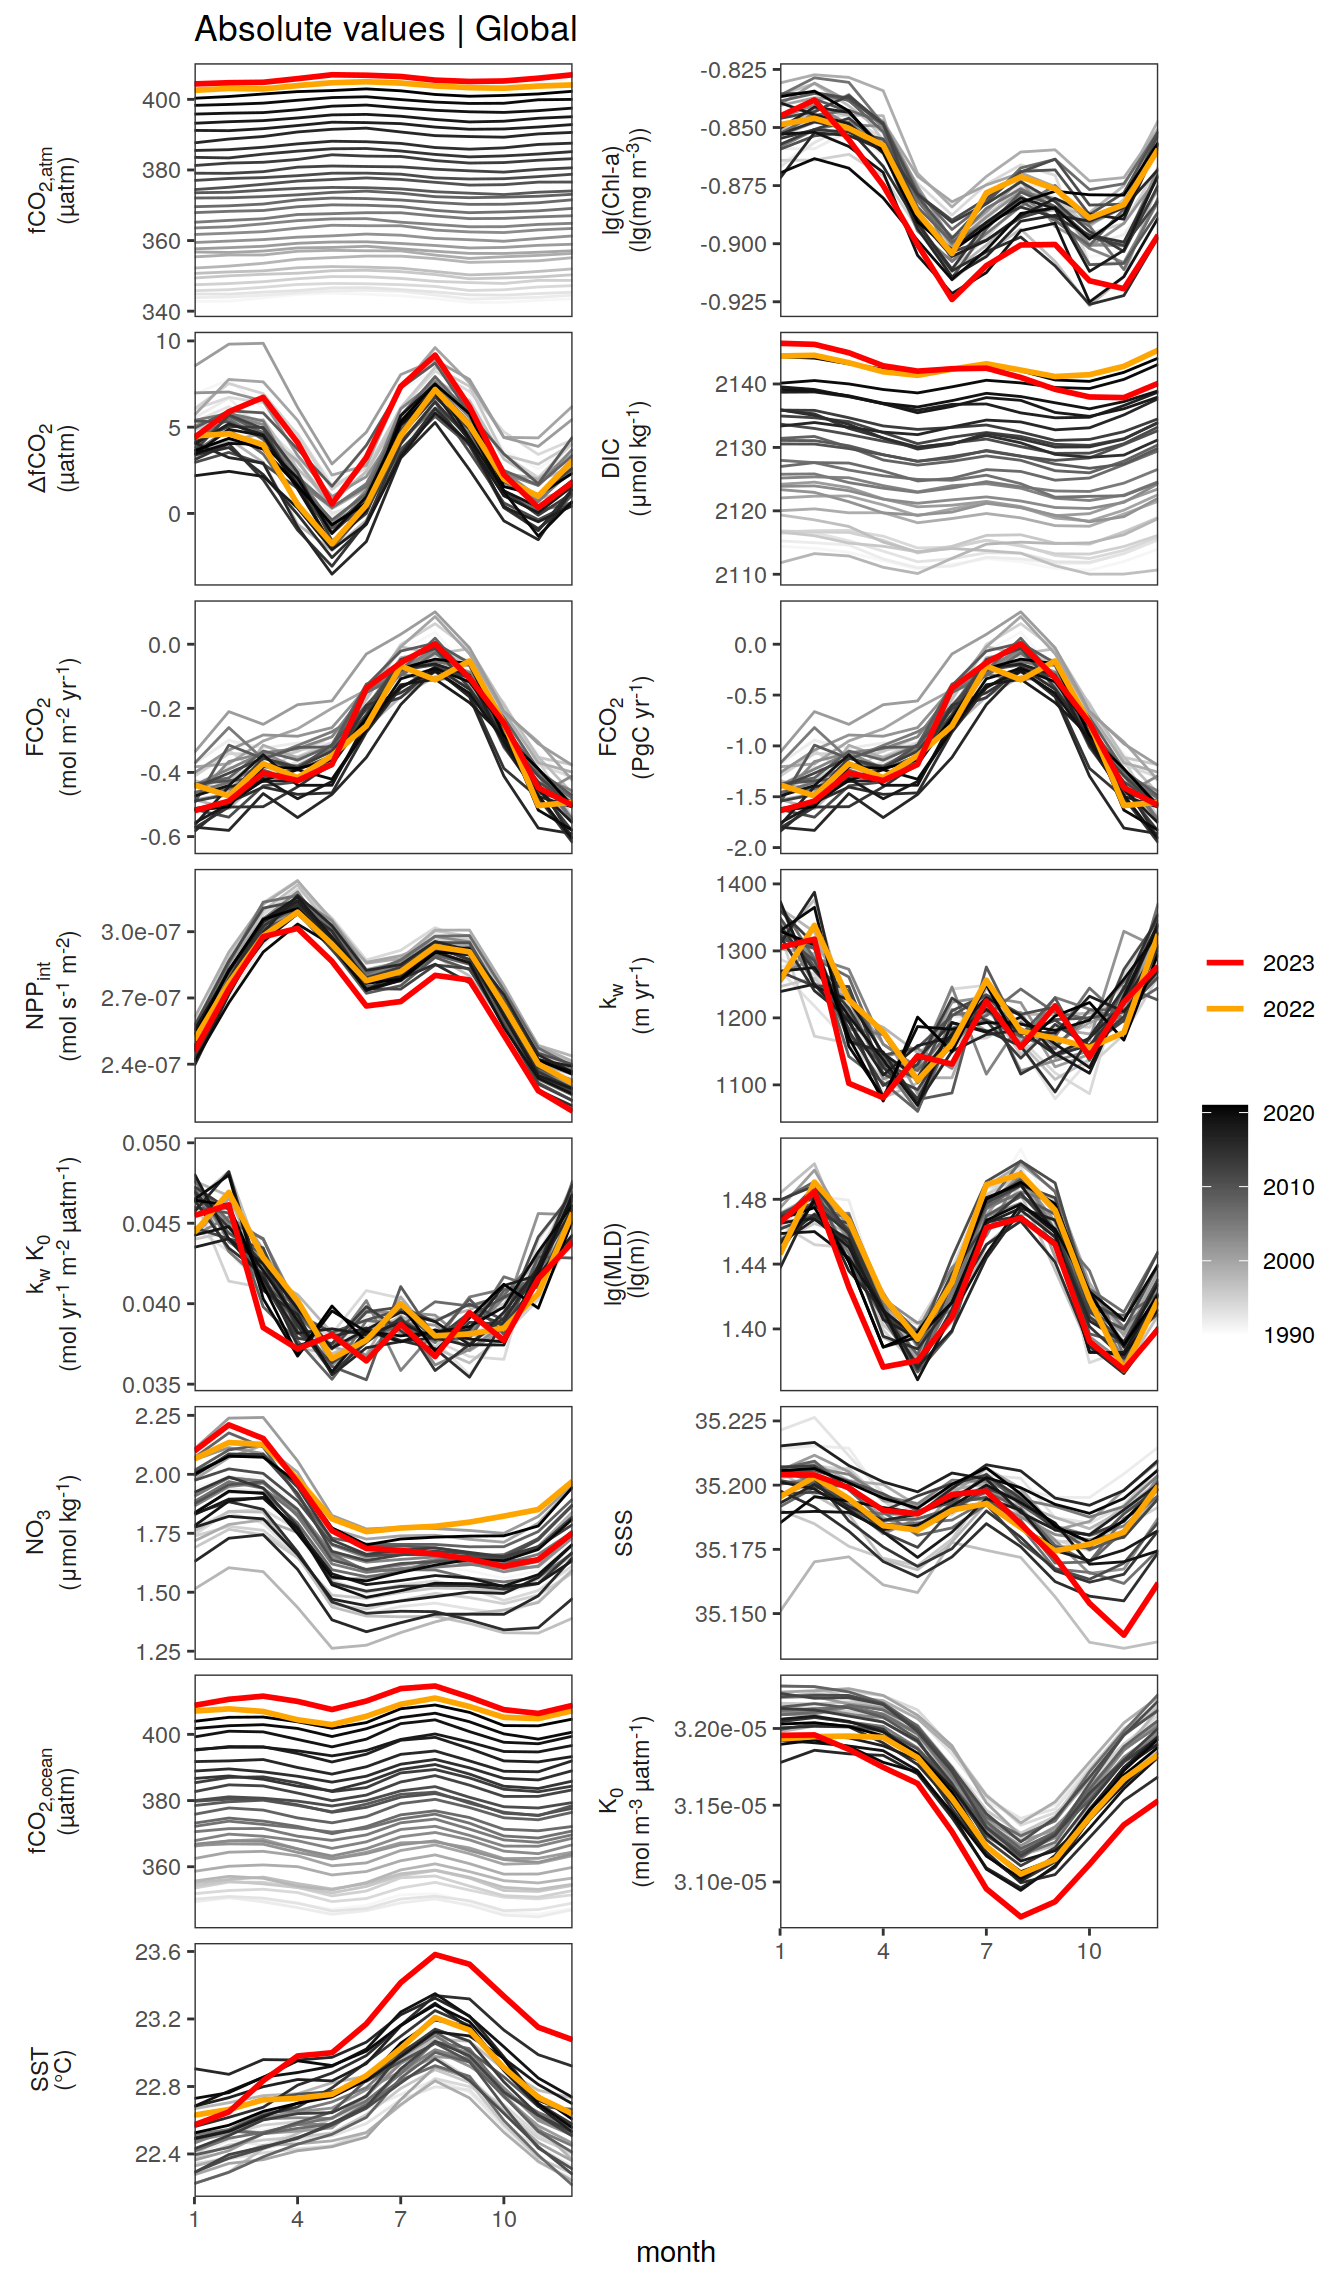 Absolute values | Global
fCO2,atm
(µatm)
400
380
360
340
lg(Chl-a)
(lg(mg m-3))
-0.825
-0.850
-0.875
-0.900
-0.925
ΔfCO2
(µatm)
10
5
0
DIC
(µmol kg-1)
2140
2130
2120
2110
FCO2
(mol m-2 yr-1)
0.0
-0.2
-0.4
-0.6
FCO2
(PgC yr-1)
0.0
-0.5
-1.0
-1.5
-2.0
NPPint
(mol s-1 m-2)
3.0e-07
2.7e-07
2.4e-07
kw
(m yr-1)
1400
1300
1200
1100
2023
2022
kw K0
(mol yr-1 m-2 µatm-1)
0.050
0.045
0.040
0.035
lg(MLD)
(lg(m))
1.48
1.44
1.40
2020
2010
2000
1990
NO3
(µmol kg-1)
2.25
2.00
1.75
1.50
1.25
SSS
35.225
35.200
35.175
35.150
fCO2,ocean
(µatm)
400
380
360
K0
(mol m-3 µatm-1)
3.20e-05
3.15e-05
3.10e-05
1 4 7 10
SST
(°C)
23.6
23.2
22.8
22.4
1 4 7 10
month